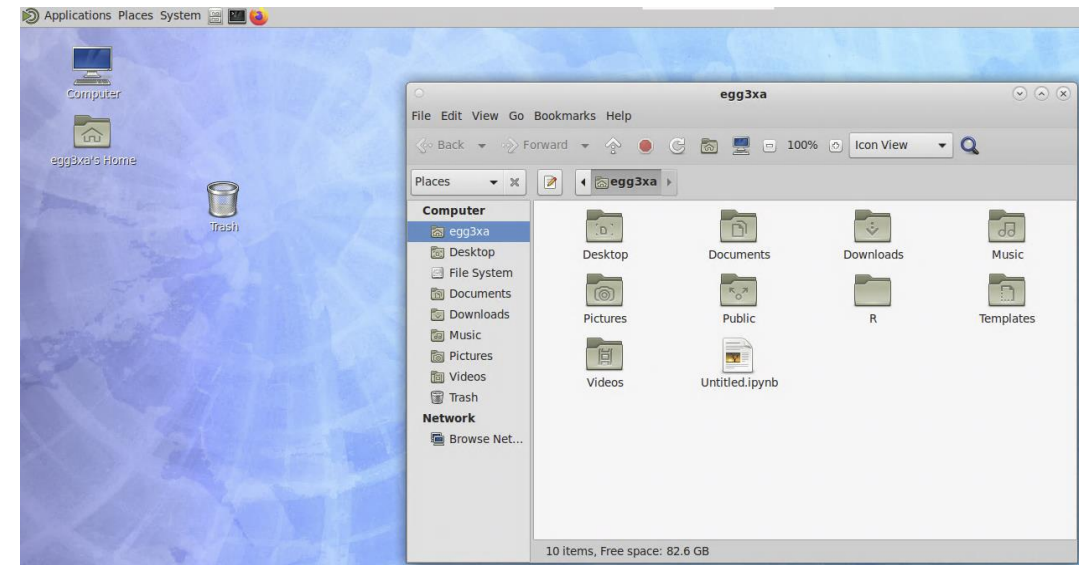 Applications Places System
Computer
egg3xa's Home
Trash
egg3xa
File Edit View Go Bookmarks Help
Back Forward 100% Icon View
Places egg3xa
Computer
egg3xa
Desktop
File System
Documents
Downloads
Music
Pictures
Videos
Trash
Network
Browse Net...
Desktop Documents Downloads Music
Pictures Public R Templates
Videos Untitled.ipynb
10 items, Free space: 82.6 GB